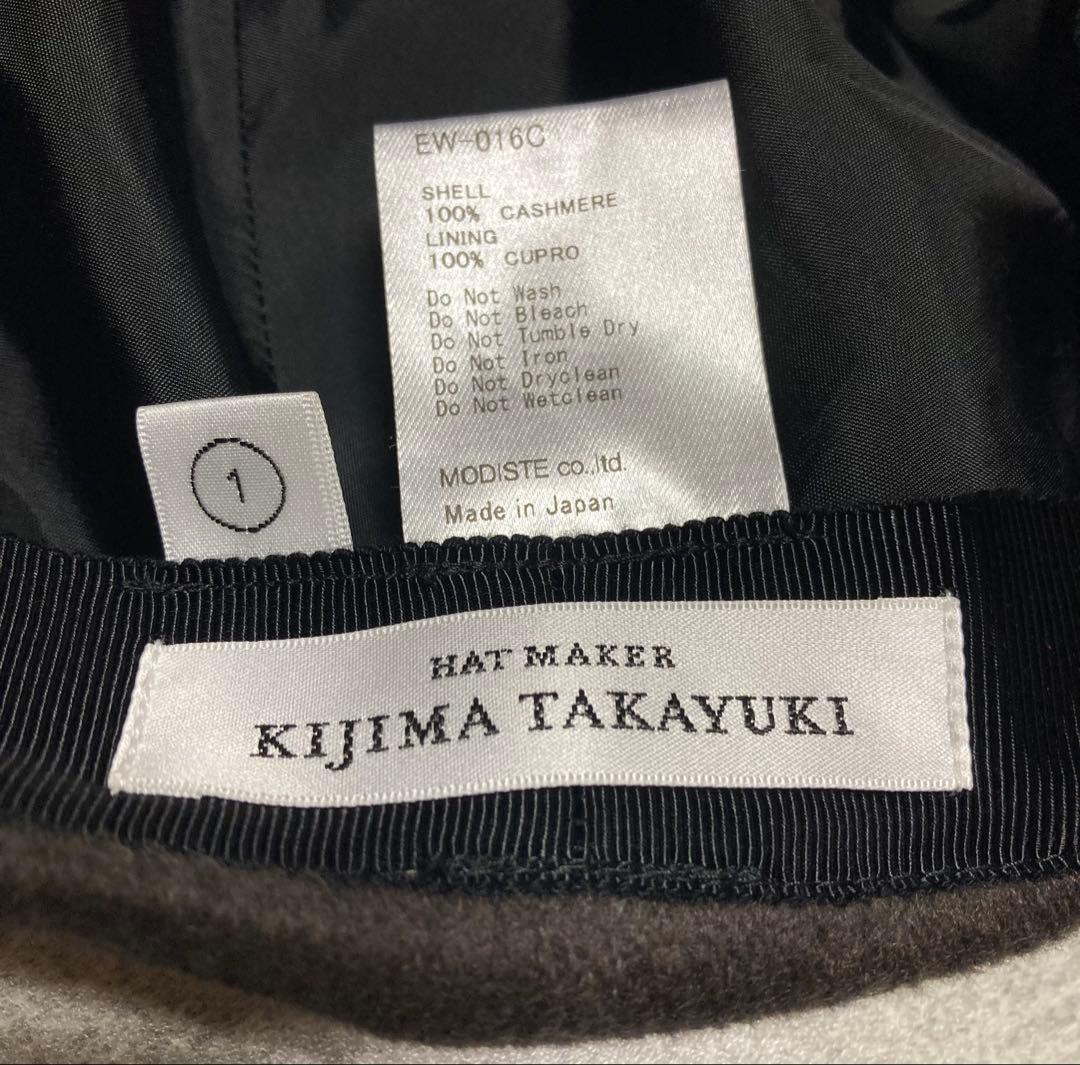 EW-016C
SHELL
100% CASHMERE
LINING
100% CUPRO
Do Not Wash
Do Not Bleach
Do Not Tumble Dry
Do Not Iron
Do Not Dryclean
Do Not Wetclean
MODISTE co.,ltd.
Made in Japan
1
HAT MAKER
KIJIMA TAKAYUKI